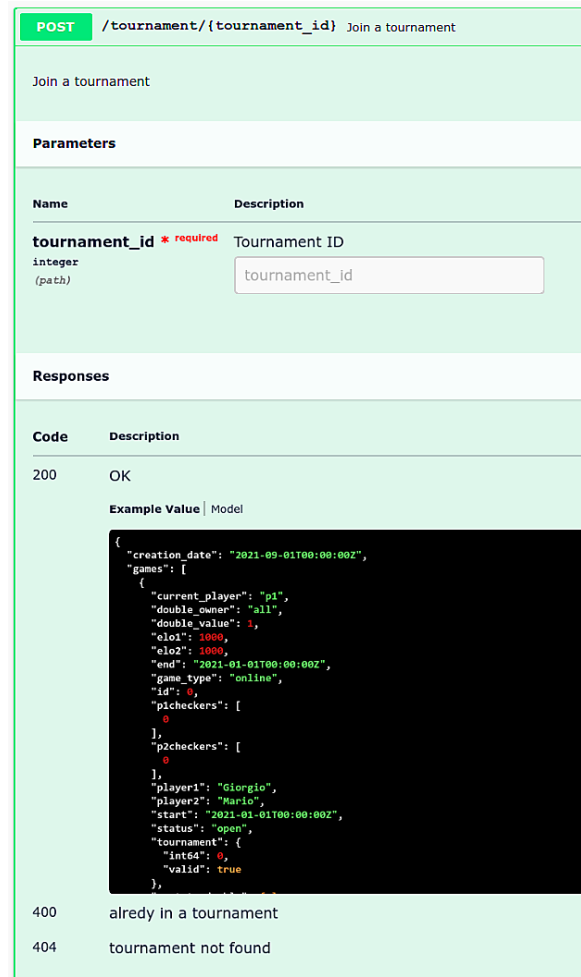 POST /tournament/{tournament_id} Join a tournament
Join a tournament
Parameters
Name Description
tournament_id * required Tournament ID
integer
(path)
tournament_id
Responses
Code Description
200 OK
Example Value | Model
{
"creation_date": "2021-09-01T00:00:00Z",
"games": [
{
"current_player": "p1",
"double_owner": "all",
"double_value": 1,
"elo1": 1000,
"elo2": 1000,
"end": "2021-01-01T00:00:00Z",
"game_type": "online",
"id": 0,
"p1checkers": [
0
],
"p2checkers": [
0
],
"player1": "Giorgio",
"player2": "Mario",
"start": "2021-01-01T00:00:00Z",
"status": "open",
"tournament": {
"int64": 0,
"valid": true
},
400 alredy in a tournament
404 tournament not found